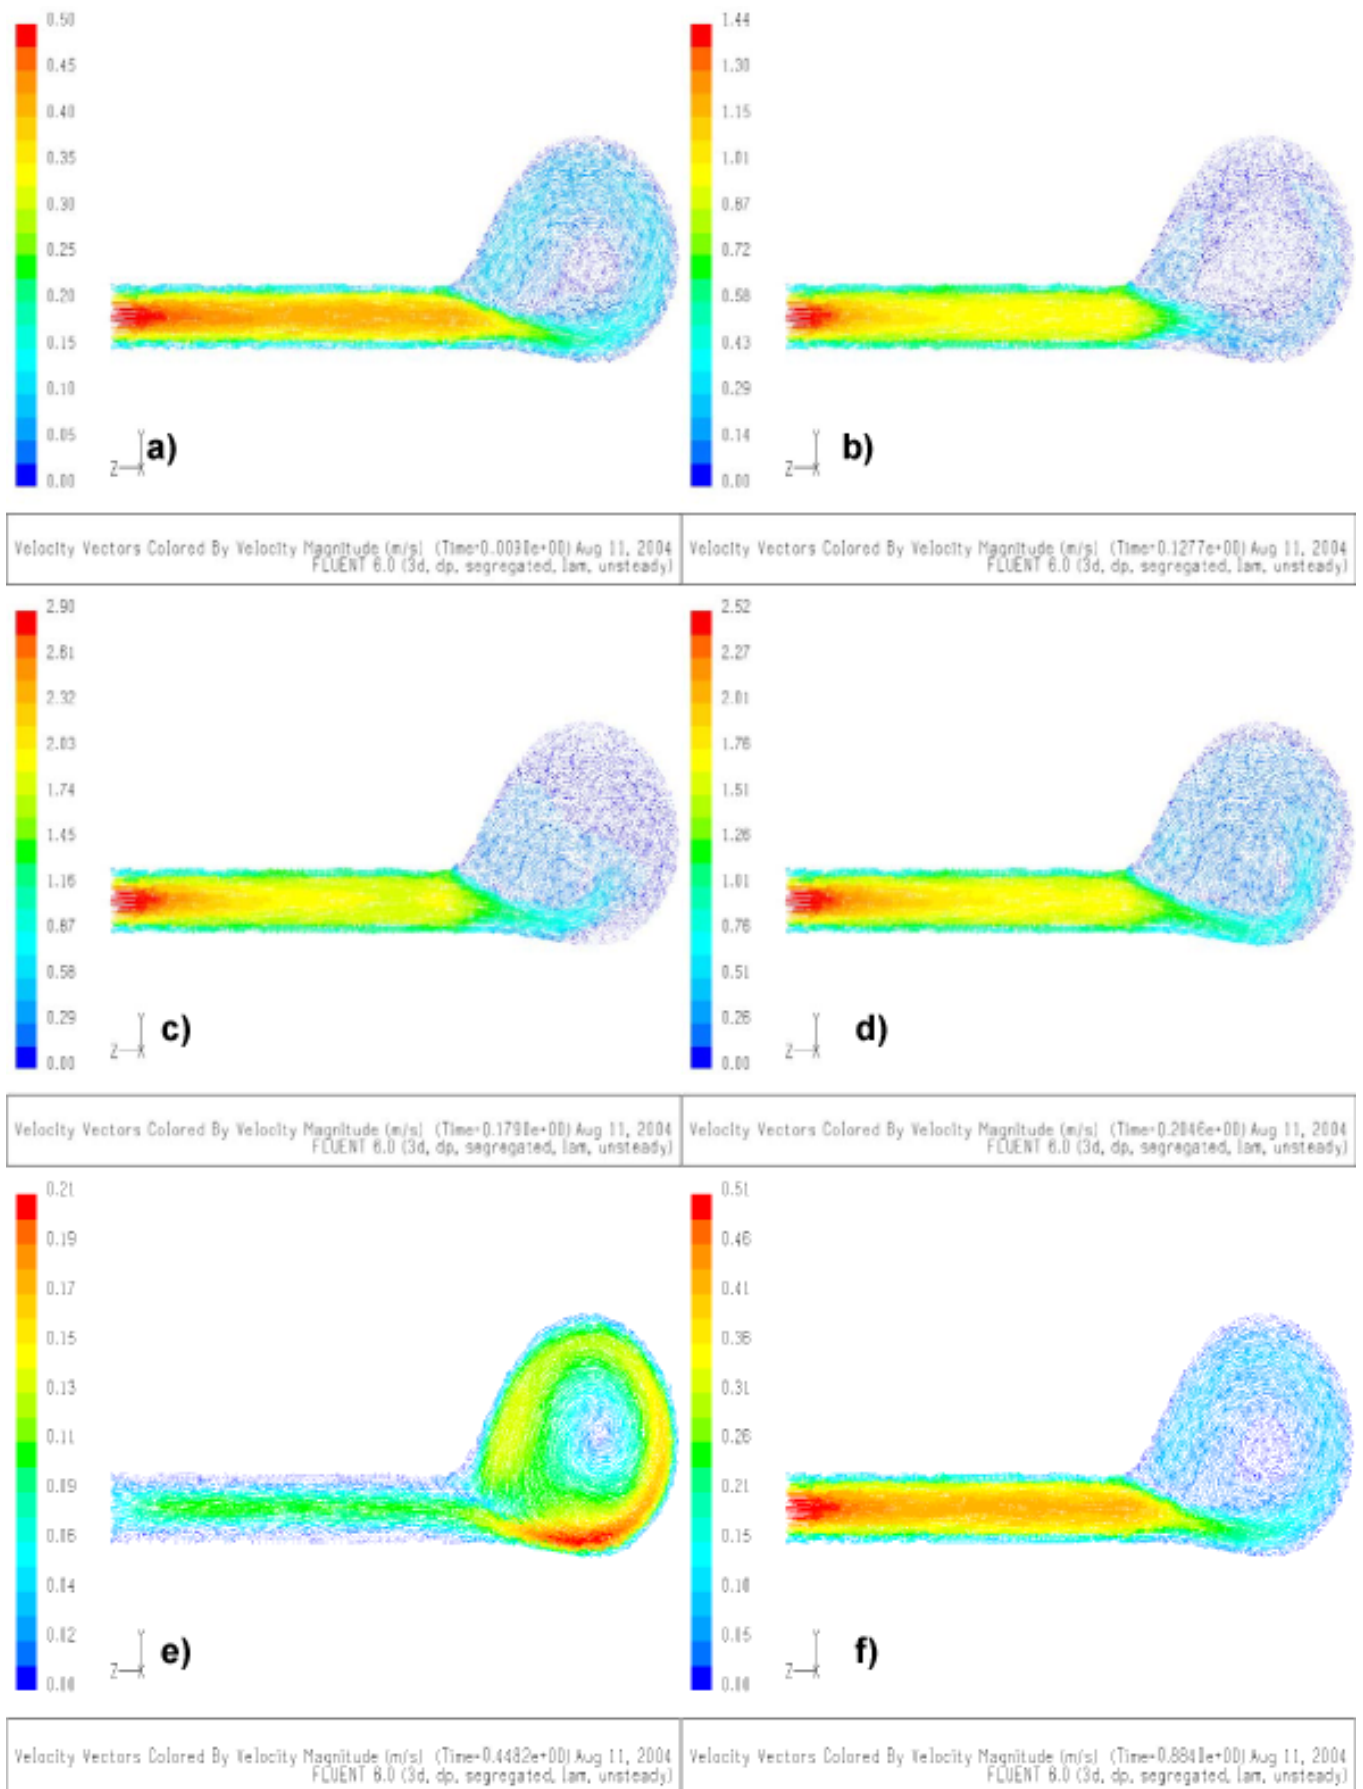 0.50
0.45
0.40
0.35
0.30
0.25
0.20
0.15
0.10
0.05
0.00
Y
Z X
a)
1.44
1.30
1.15
1.01
0.87
0.72
0.58
0.43
0.29
0.14
0.00
Y
Z X
b)
Velocity Vectors Colored By Velocity Magnitude (m/s) Aug 11, 2004
FLUENT 6.0 (3d, dp, segregated, lam, unsteady)
Velocity Vectors Colored By Velocity Magnitude (m/s) (Time=0.1277e+00) Aug 11, 2004
FLUENT 6.0 (3d, dp, segregated, lam, unsteady)
2.90
2.61
2.32
2.03
1.74
1.45
1.16
0.87
0.58
0.29
0.00
Y
Z X
c)
2.52
2.27
2.01
1.76
1.51
1.26
1.01
0.76
0.51
0.26
0.00
Y
Z X
d)
Velocity Vectors Colored By Velocity Magnitude (m/s) (Time=0.1790e+00) Aug 11, 2004
FLUENT 6.0 (3d, dp, segregated, lam, unsteady)
Velocity Vectors Colored By Velocity Magnitude (m/s) (Time=0.2046e+00) Aug 11, 2004
FLUENT 6.0 (3d, dp, segregated, lam, unsteady)
0.21
0.19
0.17
0.15
0.13
0.11
0.09
0.06
0.04
0.02
0.00
Y
Z X
e)
0.51
0.46
0.41
0.36
0.31
0.26
0.21
0.15
0.10
0.05
0.00
Y
Z X
f)
Velocity Vectors Colored By Velocity Magnitude (m/s) (Time=0.4482e+00) Aug 11, 2004
FLUENT 6.0 (3d, dp, segregated, lam, unsteady)
Velocity Vectors Colored By Velocity Magnitude (m/s) Aug 11, 2004
FLUENT 6.0 (3d, dp, segregated, lam, unsteady)